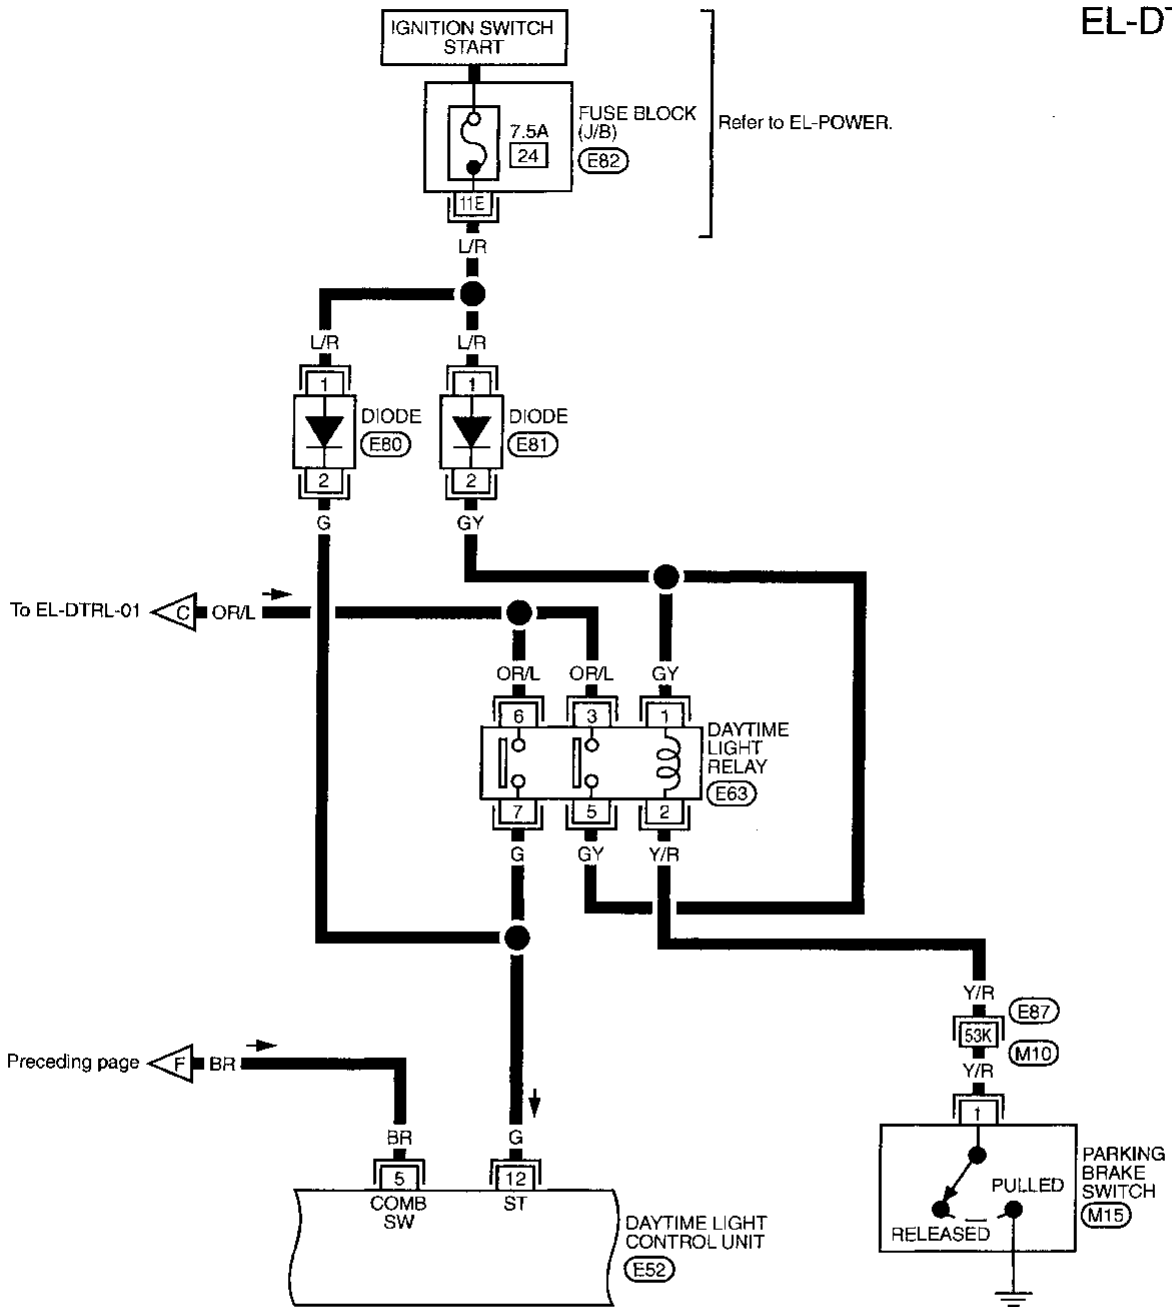 EL-DT
IGNITION SWITCH
START
7.5A
24
FUSE BLOCK
(J/B)
E82
Refer to EL-POWER.
11E
L/R
L/R
L/R
1
1
DIODE
E80
DIODE
E81
2
2
G
GY
To EL-DTRL-01
C
OR/L
OR/L
OR/L
GY
6
3
1
DAYTIME
LIGHT
RELAY
E63
7
5
2
G
GY
Y/R
Y/R
E87
53K
M10
Y/R
Preceding page
F
BR
1
BR
G
5
12
COMB
SW
ST
DAYTIME LIGHT
CONTROL UNIT
E52
PULLED
RELEASED
PARKING
BRAKE
SWITCH
M15